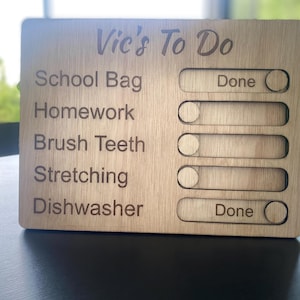 Vic's To Do
School Bag Done
Homework
Brush Teeth
Stretching
Dishwasher Done